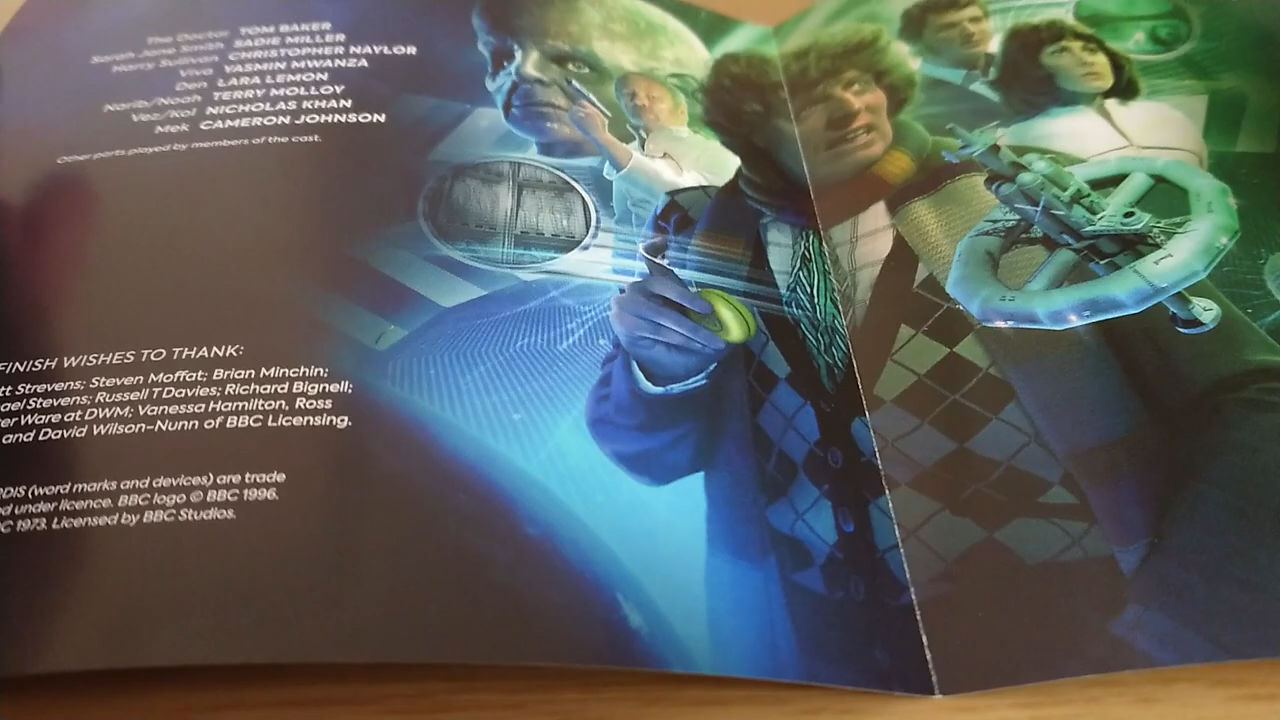 The Doctor TOM BAKER
Sarah Jane Smith SADIE MILLER
Harry Sullivan CHRISTOPHER NAYLOR
Viva YASMIN MWANZA
Den LARA LEMON
Narib/Noah TERRY MOLLOY
Vez/Kol NICHOLAS KHAN
Mek CAMERON JOHNSON
Other parts played by members of the cast.
FINISH WISHES TO THANK:
tt Strevens; Steven Moffat; Brian Minchin;
ael Stevens; Russell T Davies; Richard Bignell;
er Ware at DWM; Vanessa Hamilton, Ross
and David Wilson-Nunn of BBC Licensing.
RDIS (word marks and devices) are trade
d under licence. BBC logo © BBC 1996.
C 1973. Licensed by BBC Studios.